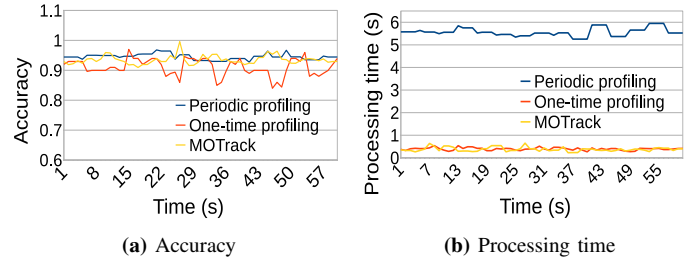 1.1
1
0.9
0.8
0.7
0.6
Accuracy
Periodic profiling
One-time profiling
MOTrack
1 8 15 22 29 36 43 50 57
Time (s)
(a) Accuracy
6
5
4
3
2
1
0
Processing time (s)
Periodic profiling
One-time profiling
MOTrack
1 7 13 19 25 31 37 43 49 55
Time (s)
(b) Processing time